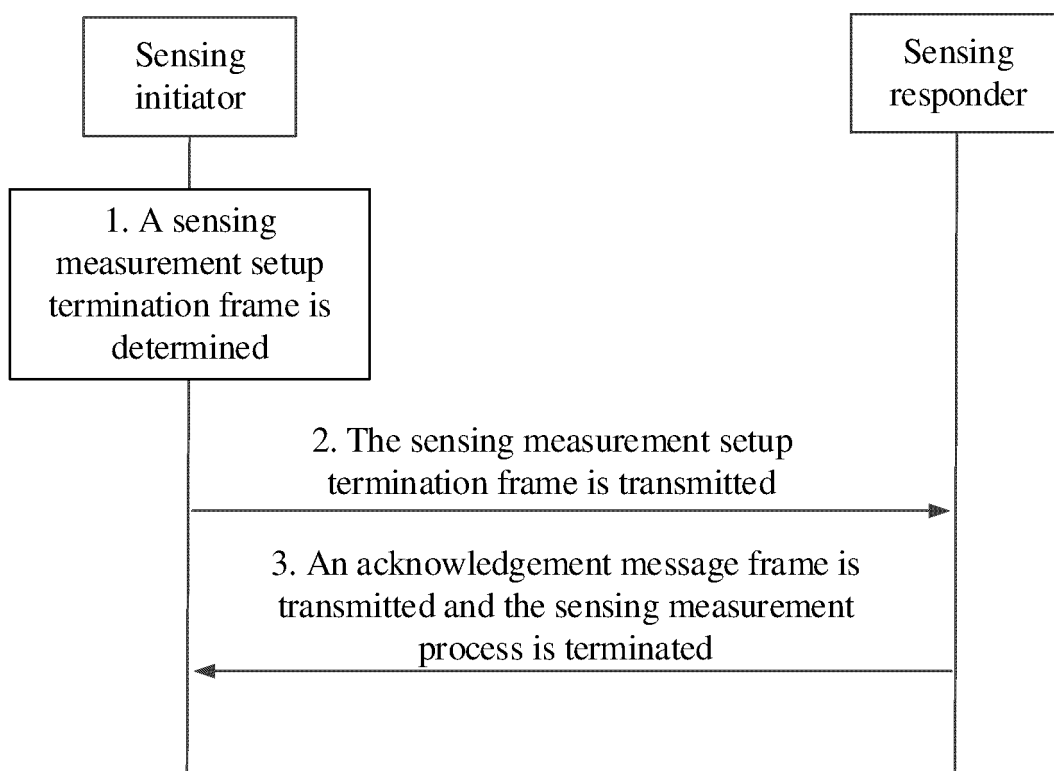 Sensing
initiator
Sensing
responder
1. A sensing
measurement setup
termination frame is
determined
2. The sensing measurement setup
termination frame is transmitted
3. An acknowledgement message frame is
transmitted and the sensing measurement
process is terminated